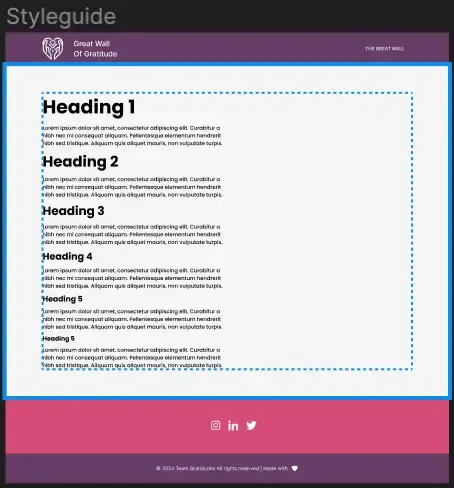 Styleguide
Great Wall
Of Gratitude
THE GREAT WALL
Heading 1
Lorem ipsum dolor sit amet, consectetur adipiscing elit. Curabitur a
nibh nec mi consequat aliquam. Pellentesque elementum hendrerit
nibh sed tristique. Aliquam quis aliquet mauris, non vulputate turpis.
Heading 2
Lorem ipsum dolor sit amet, consectetur adipiscing elit. Curabitur a
nibh nec mi consequat aliquam. Pellentesque elementum hendrerit
nibh sed tristique. Aliquam quis aliquet mauris, non vulputate turpis.
Heading 3
Lorem ipsum dolor sit amet, consectetur adipiscing elit. Curabitur a
nibh nec mi consequat aliquam. Pellentesque elementum hendrerit
nibh sed tristique. Aliquam quis aliquet mauris, non vulputate turpis.
Heading 4
Lorem ipsum dolor sit amet, consectetur adipiscing elit. Curabitur a
nibh nec mi consequat aliquam. Pellentesque elementum hendrerit
nibh sed tristique. Aliquam quis aliquet mauris, non vulputate turpis.
Heading 5
Lorem ipsum dolor sit amet, consectetur adipiscing elit. Curabitur a
nibh nec mi consequat aliquam. Pellentesque elementum hendrerit
nibh sed tristique. Aliquam quis aliquet mauris, non vulputate turpis.
Heading 5
Lorem ipsum dolor sit amet, consectetur adipiscing elit. Curabitur a
nibh nec mi consequat aliquam. Pellentesque elementum hendrerit
nibh sed tristique. Aliquam quis aliquet mauris, non vulputate turpis.
© 2024 Team Gratidudes All rights reserved | Made with